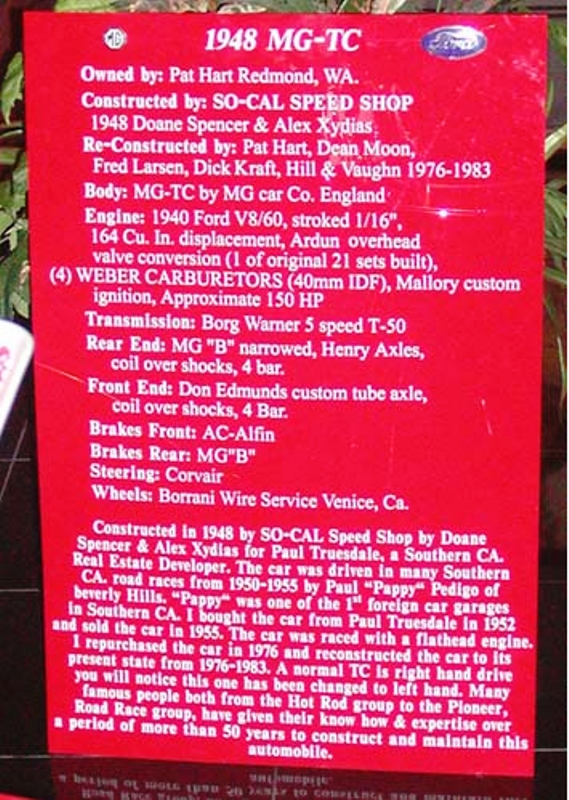 MG
1948 MG-TC
Ford
Owned by: Pat Hart Redmond, WA.
Constructed by: SO-CAL SPEED SHOP
1948 Doane Spencer & Alex Xydias
Re-Constructed by: Pat Hart, Dean Moon,
Fred Larsen, Dick Kraft, Hill & Vaughn 1976-1983
Body: MG-TC by MG car Co. England
Engine: 1940 Ford V8/60, stroked 1/16",
164 Cu. In. displacement, Ardun overhead
valve conversion (1 of original 21 sets built),
(4) WEBER CARBURETORS (40mm IDF), Mallory custom
ignition, Approximate 150 HP
Transmission: Borg Warner 5 speed T-50
Rear End: MG "B" narrowed, Henry Axles,
coil over shocks, 4 bar.
Front End: Don Edmunds custom tube axle,
coil over shocks, 4 Bar.
Brakes Front: AC-Alfin
Brakes Rear: MG"B"
Steering: Corvair
Wheels: Borrani Wire Service Venice, Ca.
Constructed in 1948 by SO-CAL Speed Shop by Doane
Spencer & Alex Xydias for Paul Truesdale, a Southern CA.
Real Estate Developer. The car was driven in many Southern
CA. road races from 1950-1955 by Paul "Pappy" Pedigo of
beverly Hills. "Pappy" was one of the 1st foreign car garages
in Southern CA. I bought the car from Paul Truesdale in 1952
and sold the car in 1955. The car was raced with a flathead engine.
I repurchased the car in 1976 and reconstructed the car to its
present state from 1976-1983. A normal TC is right hand drive
you will notice this one has been changed to left hand. Many
famous people both from the Hot Rod group to the Pioneer,
Road Race group, have given their know how & expertise over
a period of more than 50 years to construct and maintain this
automobile.